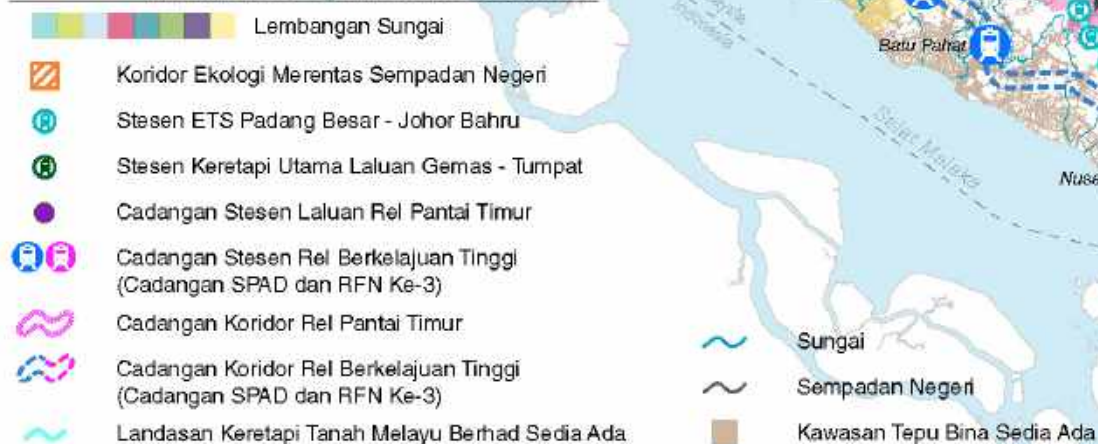 Lembangan Sungai
Koridor Ekologi Merentas Sempadan Negeri
Stesen ETS Padang Besar - Johor Bahru
Stesen Keretapi Utama Laluan Gemas - Tumpat
Cadangan Stesen Laluan Rel Pantai Timur
Cadangan Stesen Rel Berkelajuan Tinggi
(Cadangan SPAD dan RFN Ke-3)
Cadangan Koridor Rel Pantai Timur
Cadangan Koridor Rel Berkelajuan Tinggi
(Cadangan SPAD dan RFN Ke-3)
Landasan Keretapi Tanah Melayu Berhad Sedia Ada
Sungai
Sempadan Negeri
Kawasan Tepu Bina Sedia Ada
Batu Pahat
Selat Melaka
Nuse